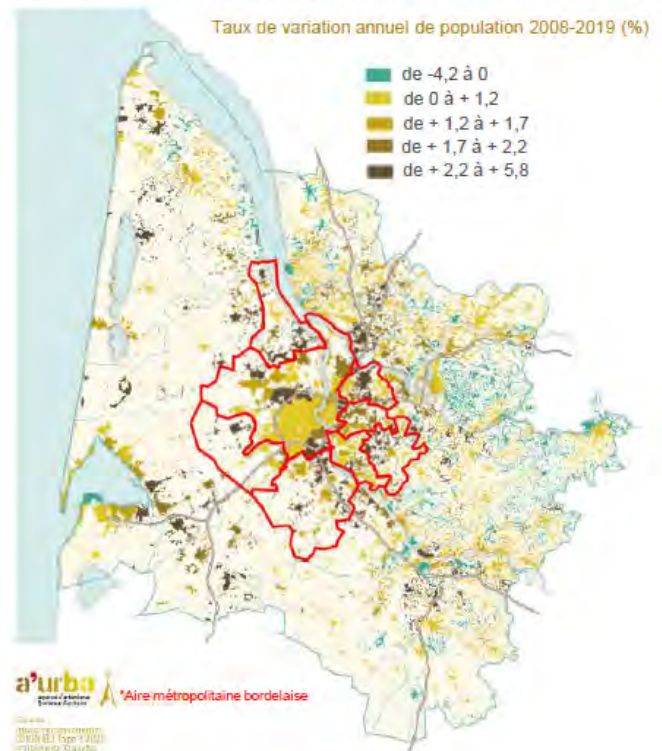 Taux de variation annuel de population 2008-2019 (%)
de -4,2 à 0
de 0 à + 1,2
de + 1,2 à + 1,7
de + 1,7 à + 2,2
de + 2,2 à + 5,8
a'urba
*Aire métropolitaine bordelaise